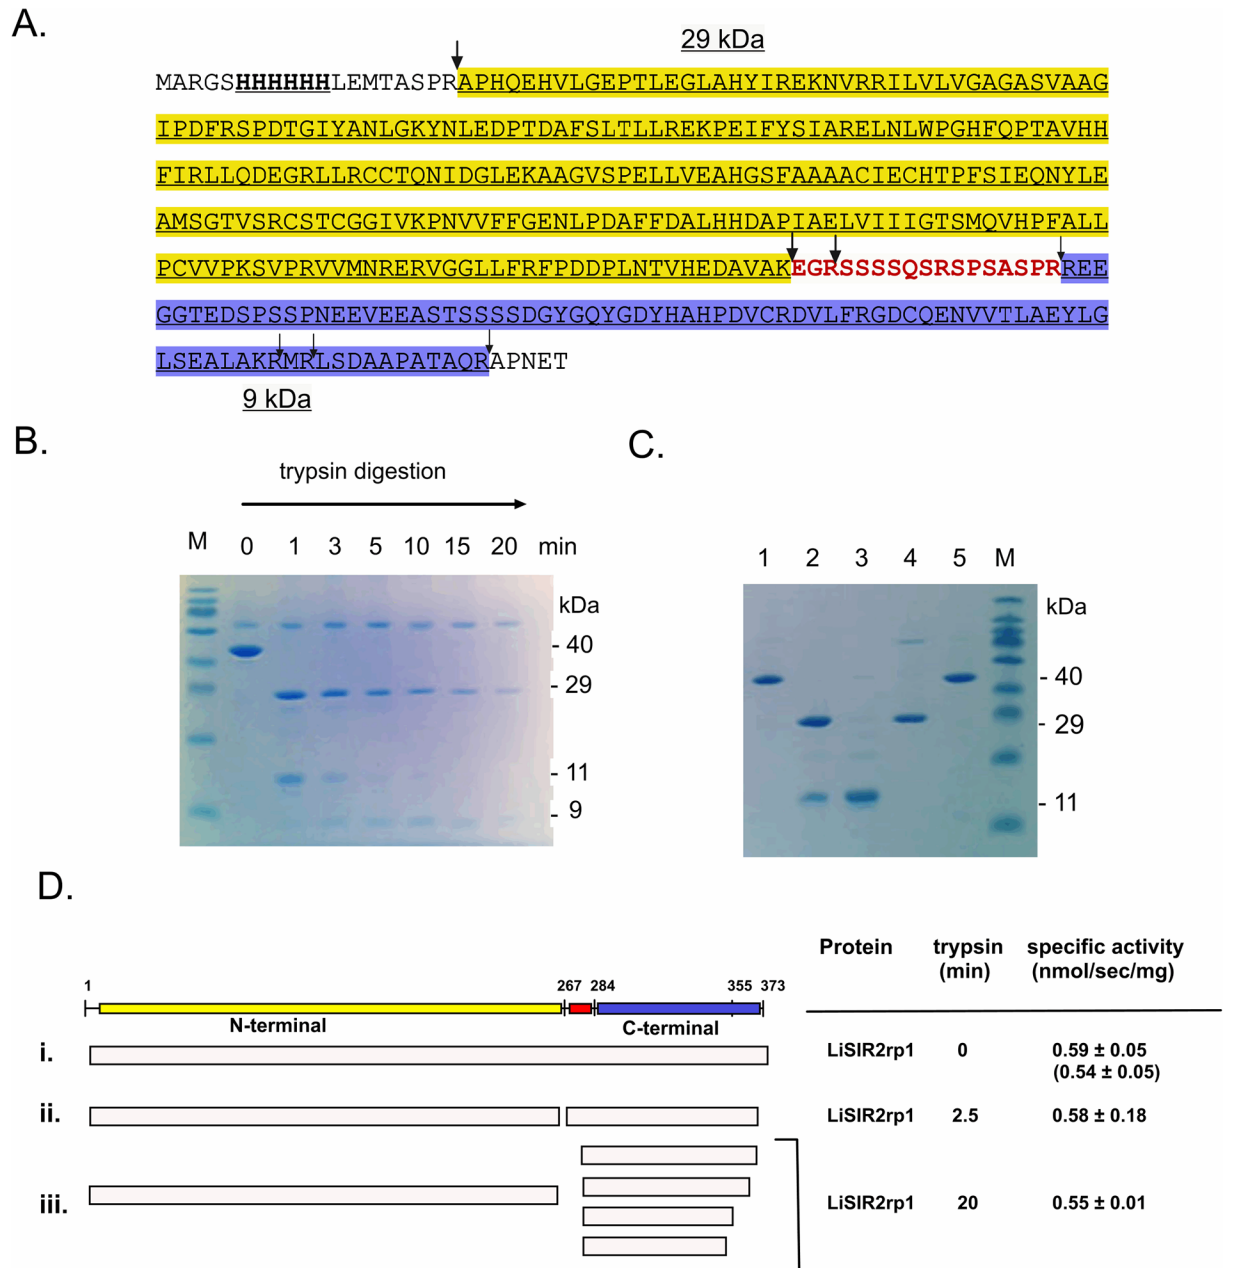 A.
29 kDa
MARGSHHHHHHLEMTASPRAPHQEHVLGEPTLEGLAHYIREKNVRRILVLVGAGASVAAG
IPDFRSPDTGIYANLGKYNLEDPTDAFSLTLLREKPEIFYSIARELNLWPGHFQPTAVHH
FIRLLQDEGRLLRCCTQNIDGLEKAAGVSPELLVEAHGSFAAAACIECHTPFSIEQNYLE
AMSGTVSRCSTCGGIVKPNVVFFGENLPDAFFDALHHDAPIAELVIIIGTSMQVHPFALL
PCVVPKSVPRVVMNRERVGGLLFRFPDDPLNTVHEDAVAKEGRSSSSQSRSPSASPRREE
GGTEDSPSSPNEEVEEASTSSSSDGYGQYGDYHAHPDVCRDVLFRGDCQENVVTLAEYLG
LSEALAKRMRLSDAAPATAQRAPNET
9 kDa
B.
trypsin digestion
M 0 1 3 5 10 15 20 min
kDa
- 40
- 29
- 11
- 9
C.
1 2 3 4 5 M
kDa
- 40
- 29
- 11
D.
Protein trypsin (min) specific activity (nmol/sec/mg)
1 267 284 355 373
N-terminal C-terminal
i. LiSIR2rp1 0 0.59 ± 0.05
(0.54 ± 0.05)
ii. LiSIR2rp1 2.5 0.58 ± 0.18
iii. LiSIR2rp1 20 0.55 ± 0.01